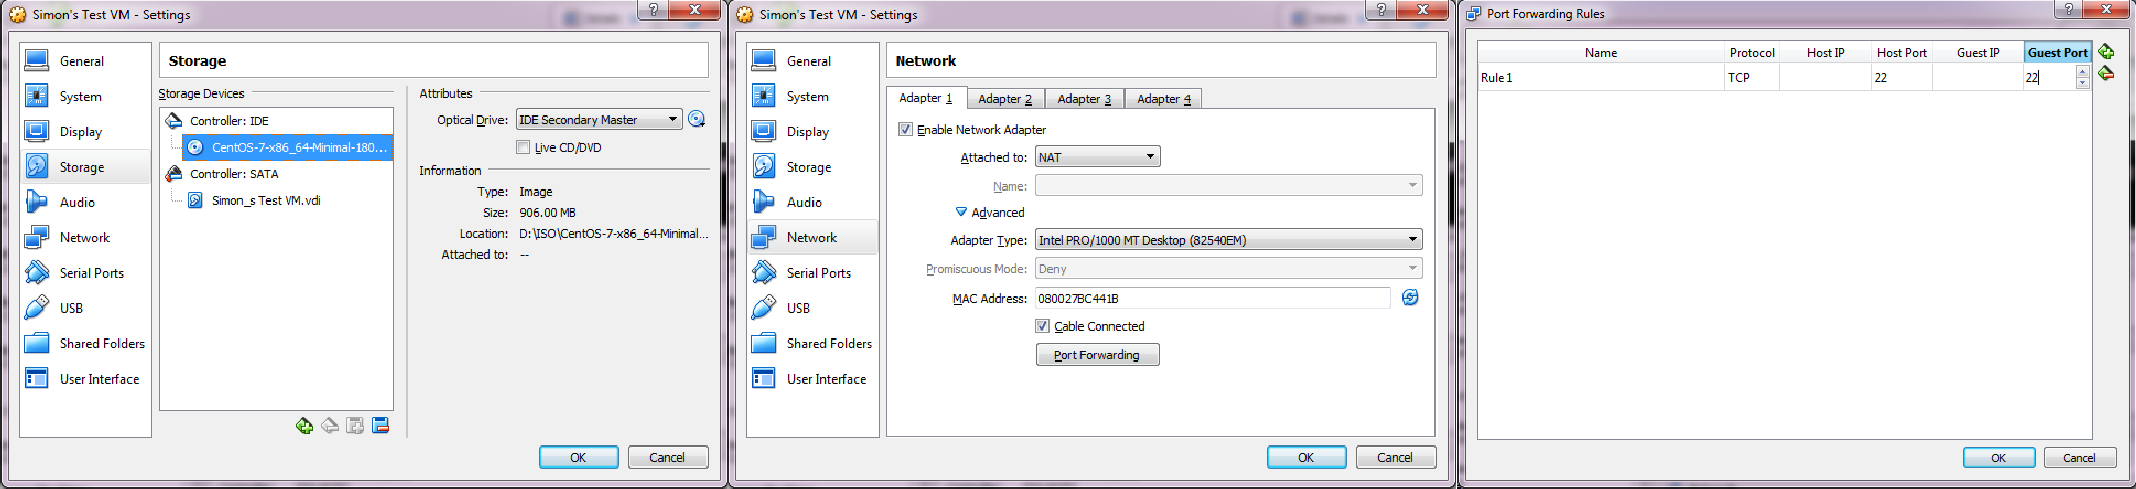 Simon's Test VM - Settings
General
System
Display
Storage
Audio
Network
Serial Ports
USB
Shared Folders
User Interface
Storage
Storage Devices
Controller: IDE
CentOS-7-x86_64-Minimal-180...
Controller: SATA
Simon_s Test VM.vdi
Attributes
Optical Drive: IDE Secondary Master
Live CD/DVD
Information
Type: Image
Size: 906.00 MB
Location: D:\ISO\CentOS-7-x86_64-Minimal...
Attached to: --
OK Cancel
Simon's Test VM - Settings
General
System
Display
Storage
Audio
Network
Serial Ports
USB
Shared Folders
User Interface
Network
Adapter 1 Adapter 2 Adapter 3 Adapter 4
Enable Network Adapter
Attached to: NAT
Name:
Advanced
Adapter Type: Intel PRO/1000 MT Desktop (82540EM)
Promiscuous Mode: Deny
MAC Address: 080027BC441B
Cable Connected
Port Forwarding
OK Cancel
Port Forwarding Rules
Name Protocol Host IP Host Port Guest IP Guest Port
Rule 1 TCP 22 22
OK Cancel